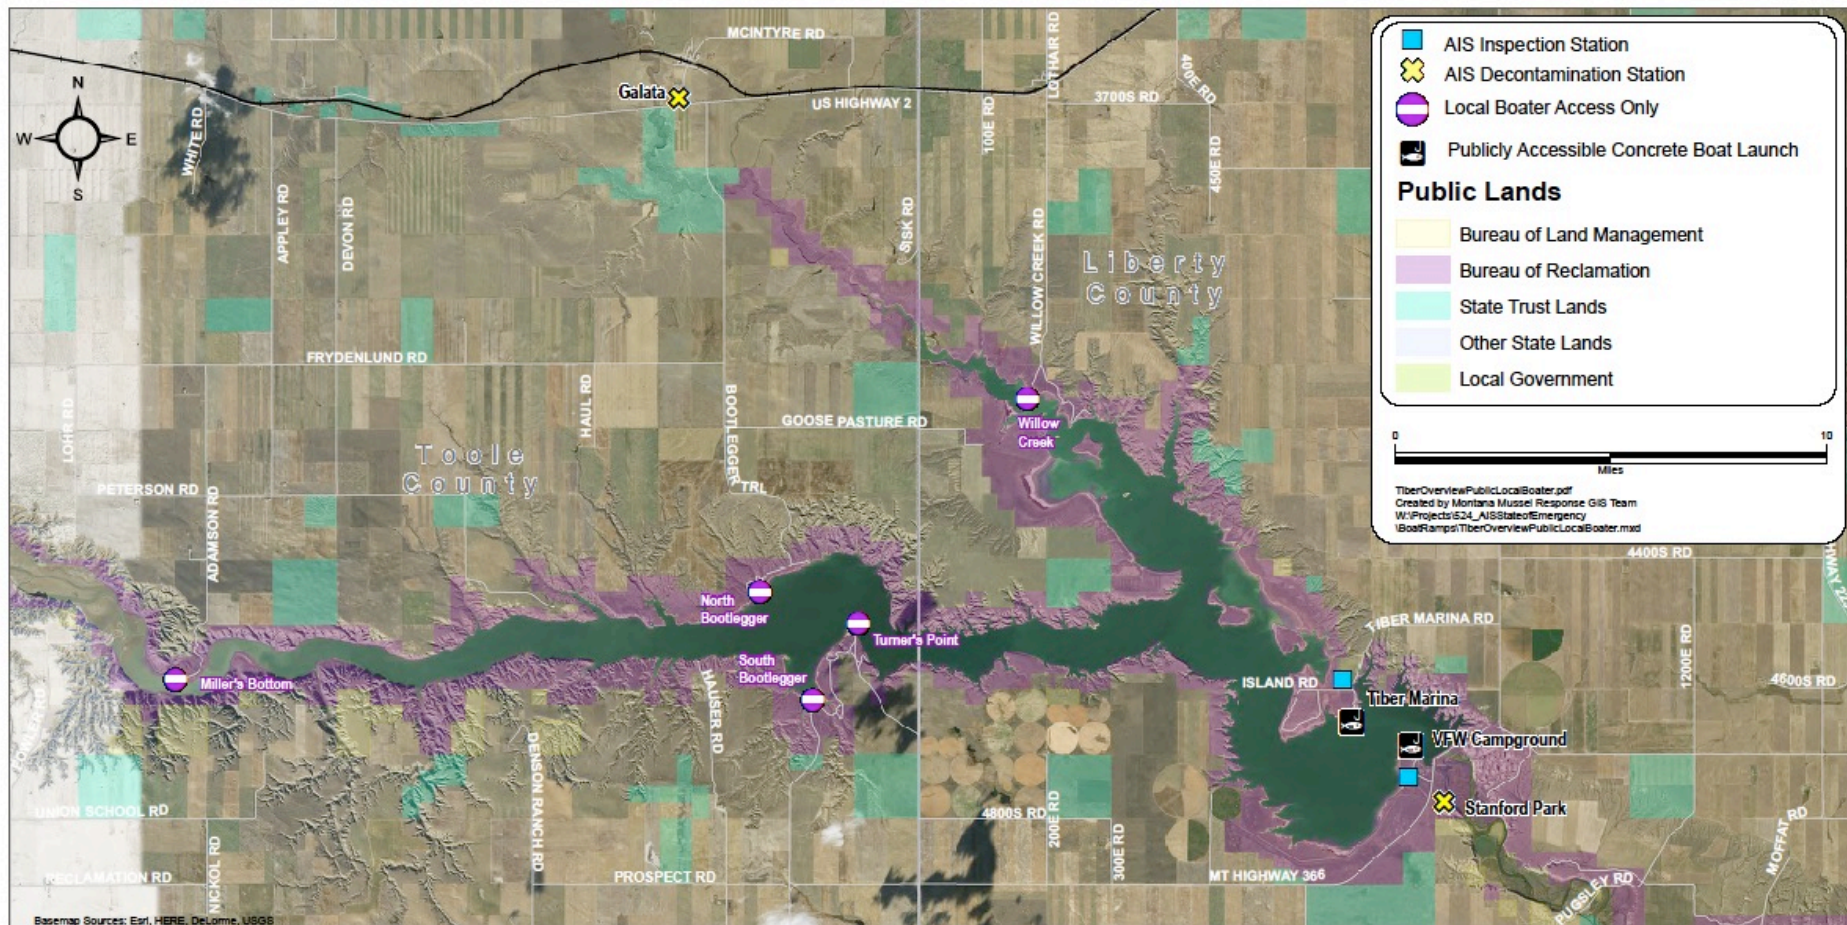 MCINTYRE RD
LOTHAIR RD
400E RD
Galata
US HIGHWAY 2
3700S RD
100E RD
N
W
E
S
WHITE RD
APPLEY RD
DEVON RD
SISK RD
WILLOW CREEK RD
450E RD
Liberty
County
FRYDENLUND RD
LOHR RD
HAUL RD
BOOTLEGGER
TRL
GOOSE PASTURE RD
Willow
Creek
Toole
County
PETERSON RD
ADAMSON RD
4400S RD
North
Bootlegger
Turner's Point
TIBER MARINA RD
1200E RD
South
Bootlegger
Miller's Bottom
HAUSER RD
ISLAND RD
4600S RD
Tiber Marina
VFW Campground
DENSON RANCH RD
UNION SCHOOL RD
4800S RD
200E RD
300E RD
Stanford Park
MOFFAT RD
NICKOL RD
RECLAMATION RD
PROSPECT RD
MT HIGHWAY 366
PUGSLEY RD
Basemap Sources: Esri, HERE, DeLorme, USGS
AIS Inspection Station
AIS Decontamination Station
Local Boater Access Only
Publicly Accessible Concrete Boat Launch
Public Lands
Bureau of Land Management
Bureau of Reclamation
State Trust Lands
Other State Lands
Local Government
0
10
Miles
TiberOverviewPublicLocalBoater.pdf
Created by Montana Mussel Response GIS Team
W:\Projects\524_AISStateofEmergency
\BoatRamps\TiberOverviewPublicLocalBoater.mxd